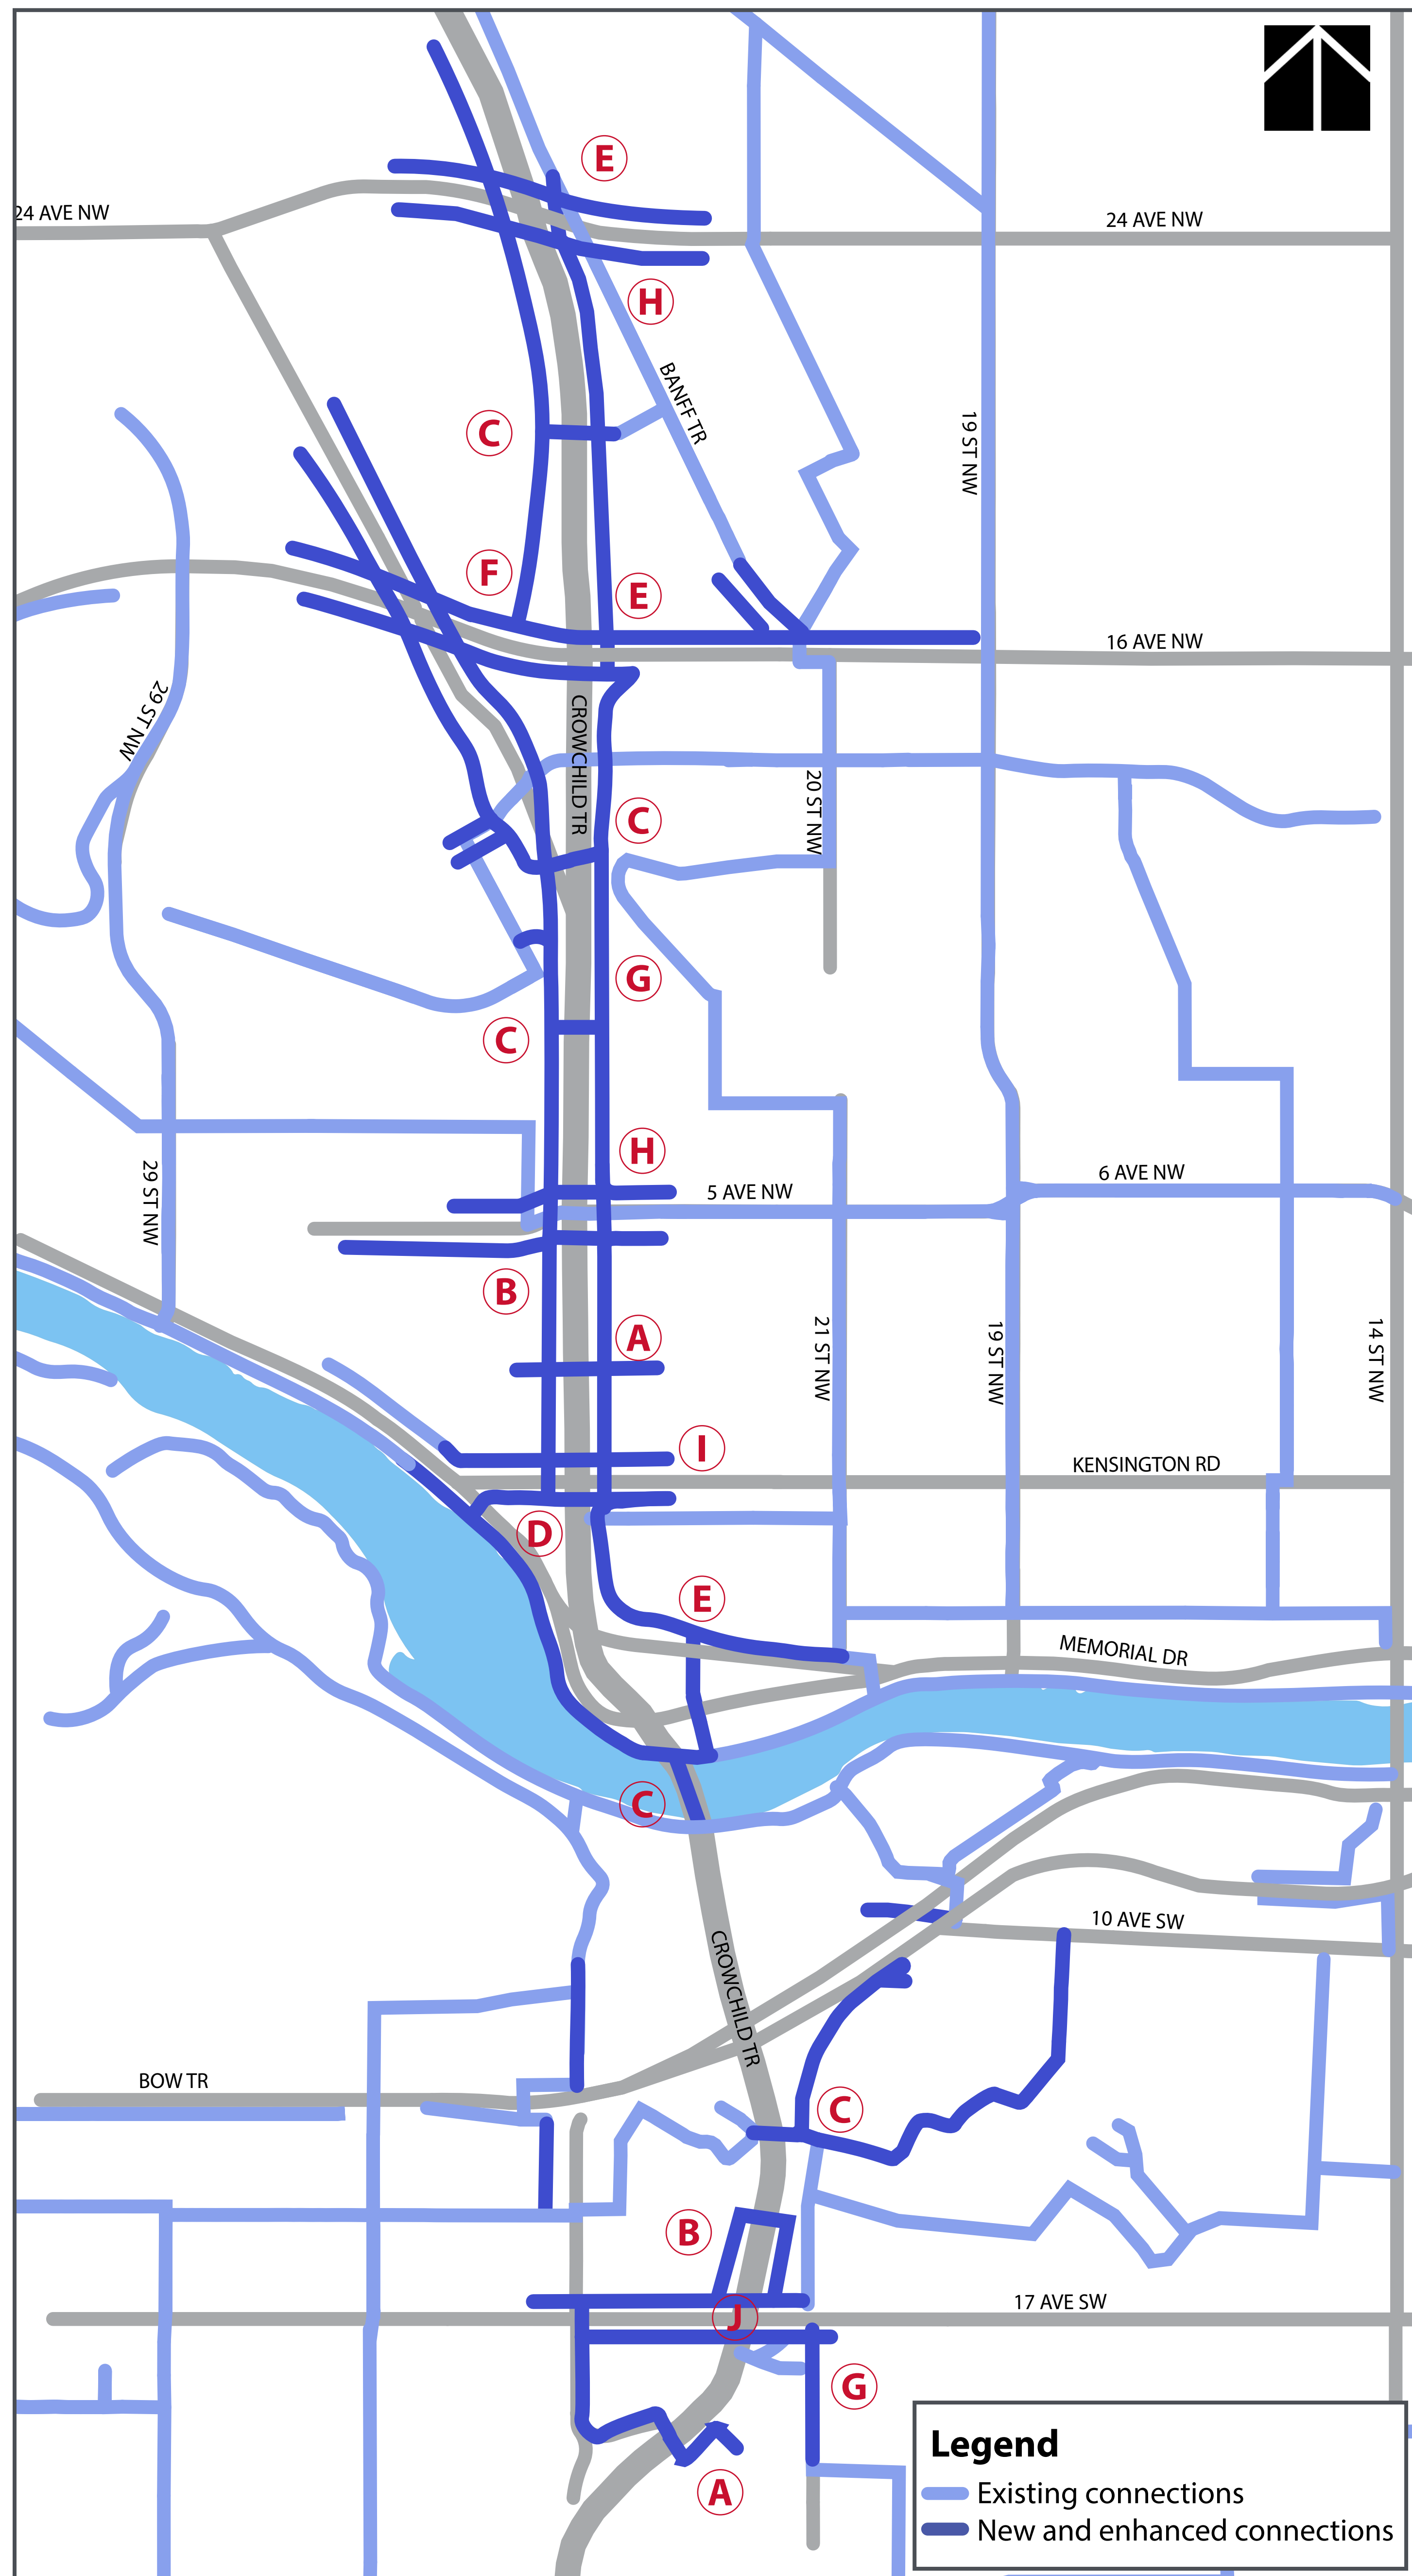 E
24 AVE NW
24 AVE NW
H
BANFF TR
C
19 ST NW
F
E
16 AVE NW
29 ST NW
CROWCHILD TR
20 ST NW
C
G
C
H
29 ST NW
5 AVE NW
6 AVE NW
B
A
21 ST NW
19 ST NW
14 ST NW
I
KENSINGTON RD
D
E
MEMORIAL DR
C
10 AVE SW
CROWCHILD TR
BOW TR
C
B
17 AVE SW
J
G
A
Legend
Existing connections
New and enhanced connections